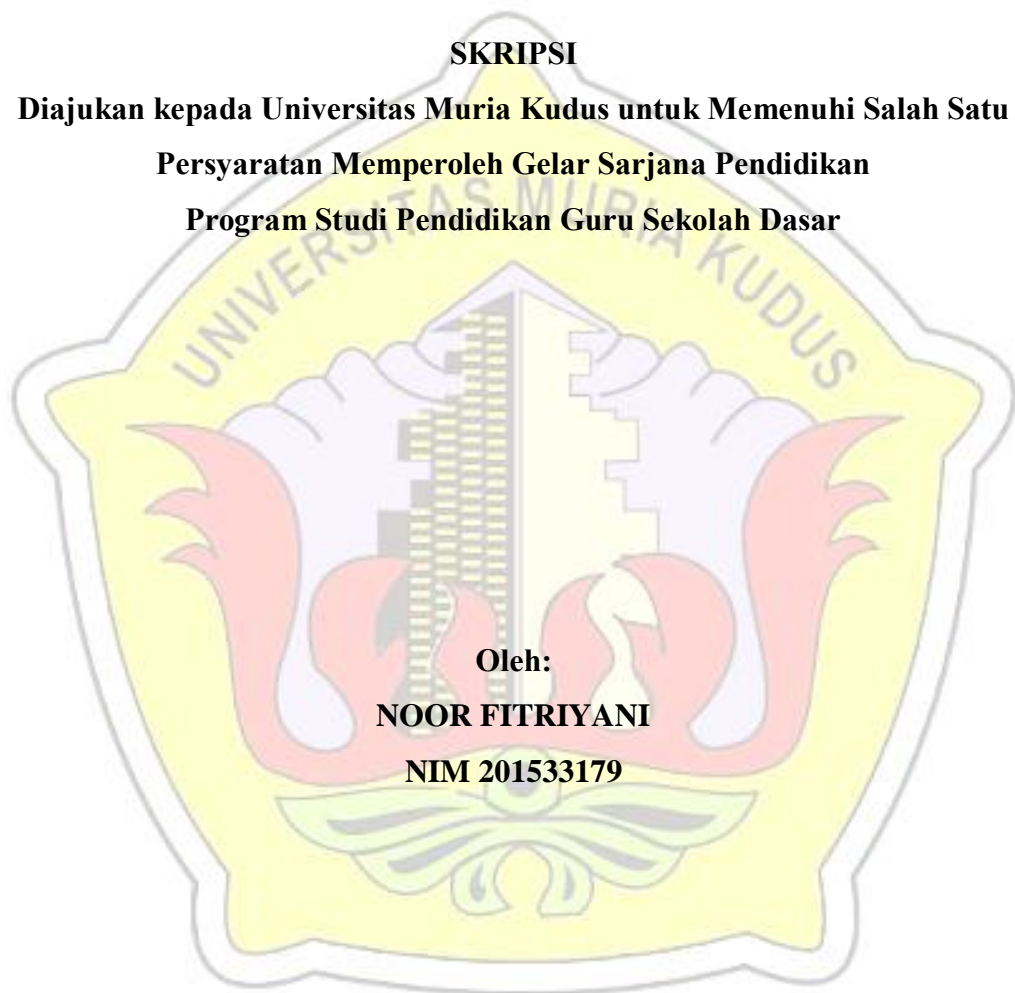 SKRIPSI
Diajukan kepada Universitas Muria Kudus untuk Memenuhi Salah Satu
Persyaratan Memperoleh Gelar Sarjana Pendidikan
Program Studi Pendidikan Guru Sekolah Dasar
UNIVERSITAS MURIA KUDUS
Oleh:
NOOR FITRIYANI
NIM 201533179